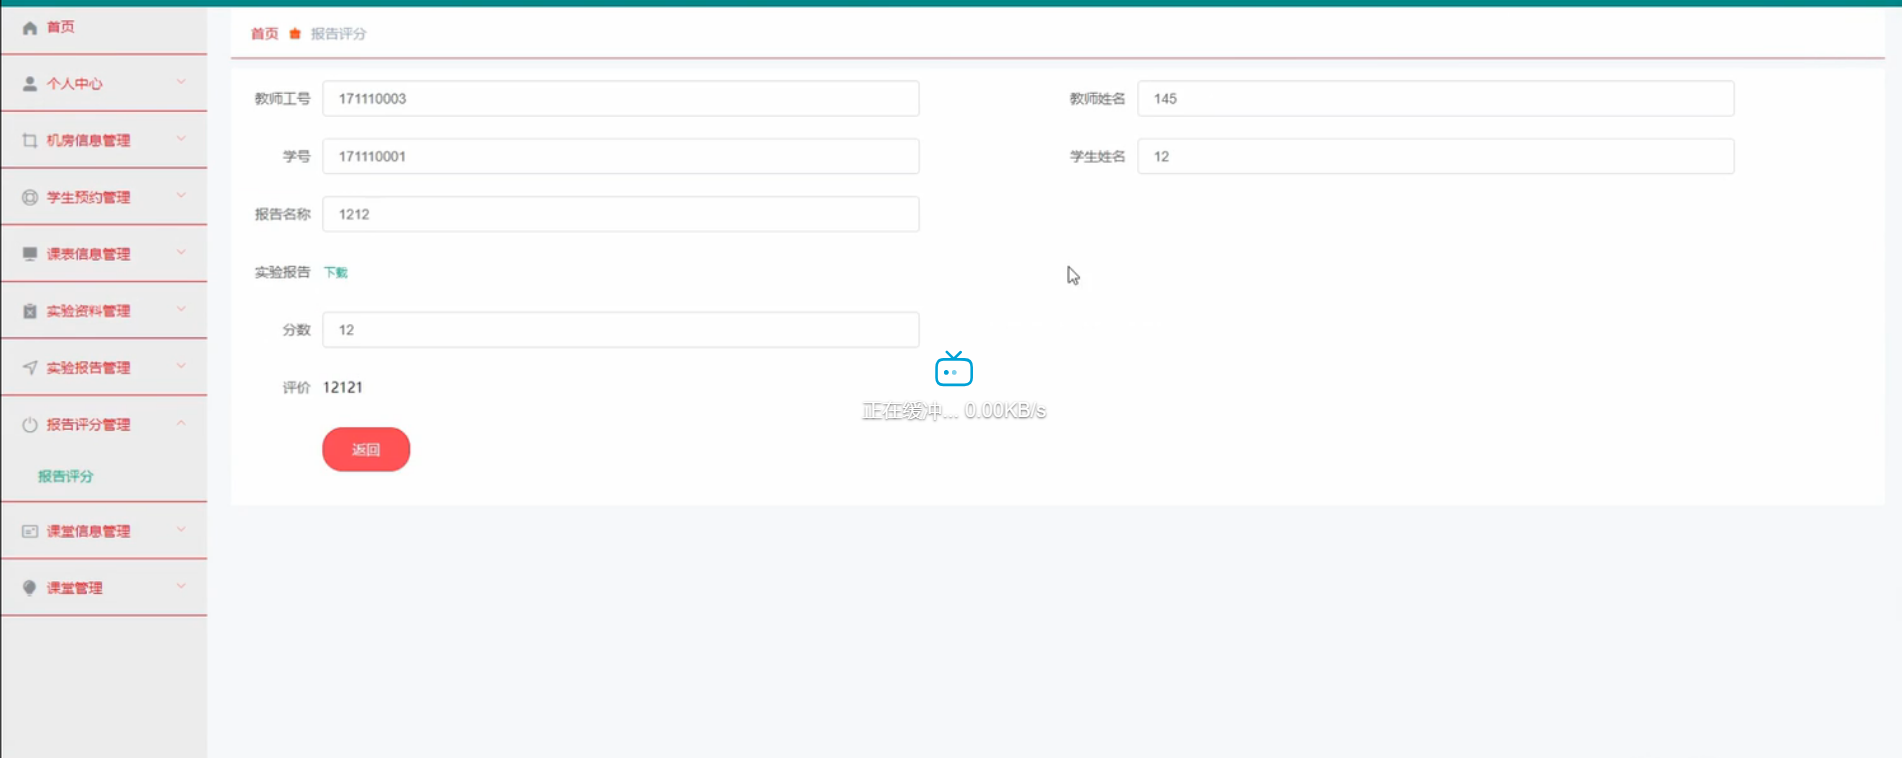 首页
个人中心
机房信息管理
学生预约管理
课表信息管理
实验资料管理
实验报告管理
报告评分管理
报告评分
课堂信息管理
课堂管理
首页 报告评分
教师工号 171110003 教师姓名 145
学号 171110001 学生姓名 12
报告名称 1212
实验报告 下载
分数 12
评价 12121
正在缓冲... 0.00KB/s
返回